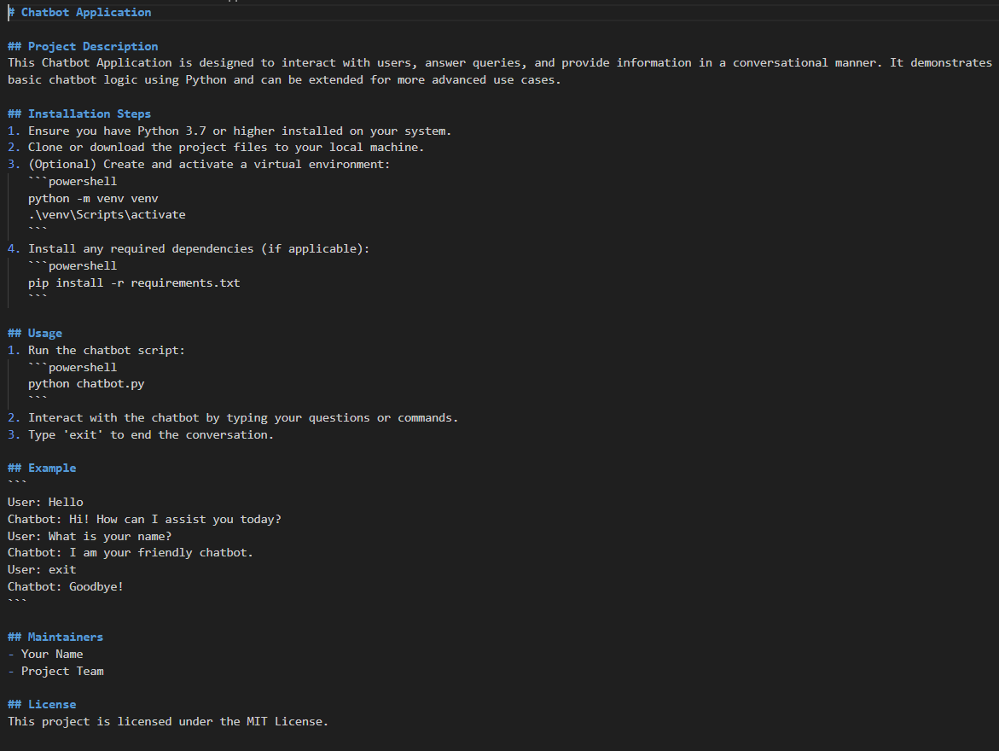 # Chatbot Application
## Project Description
This Chatbot Application is designed to interact with users, answer queries, and provide information in a conversational manner. It demonstrates
basic chatbot logic using Python and can be extended for more advanced use cases.
## Installation Steps
1. Ensure you have Python 3.7 or higher installed on your system.
2. Clone or download the project files to your local machine.
3. (Optional) Create and activate a virtual environment:
```powershell
python -m venv venv
.\venv\Scripts\activate
```
4. Install any required dependencies (if applicable):
```powershell
pip install -r requirements.txt
```
## Usage
1. Run the chatbot script:
```powershell
python chatbot.py
```
2. Interact with the chatbot by typing your questions or commands.
3. Type 'exit' to end the conversation.
## Example
```
User: Hello
Chatbot: Hi! How can I assist you today?
User: What is your name?
Chatbot: I am your friendly chatbot.
User: exit
Chatbot: Goodbye!
```
## Maintainers
- Your Name
- Project Team
## License
This project is licensed under the MIT License.